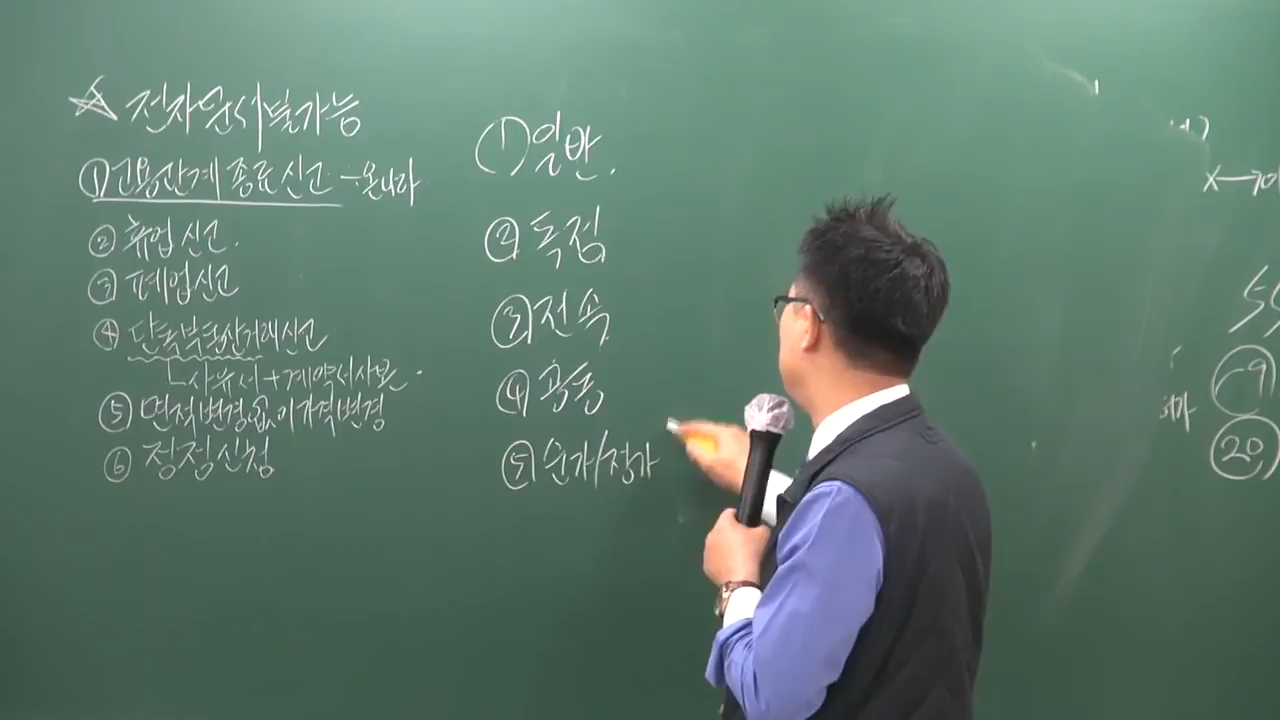 ☆ 전자문서 불가능
① 고용관계 종료신고 - 온나라
② 휴업신고.
③ 폐업신고
④ 단독부동산거래신고
└ 사유서 + 계약서사본.
⑤ 면적변경 없이 가격변경
⑥ 정정신청
① 일반.
② 독점
③ 전속
④ 공동
⑤ 순가/정가
19
20